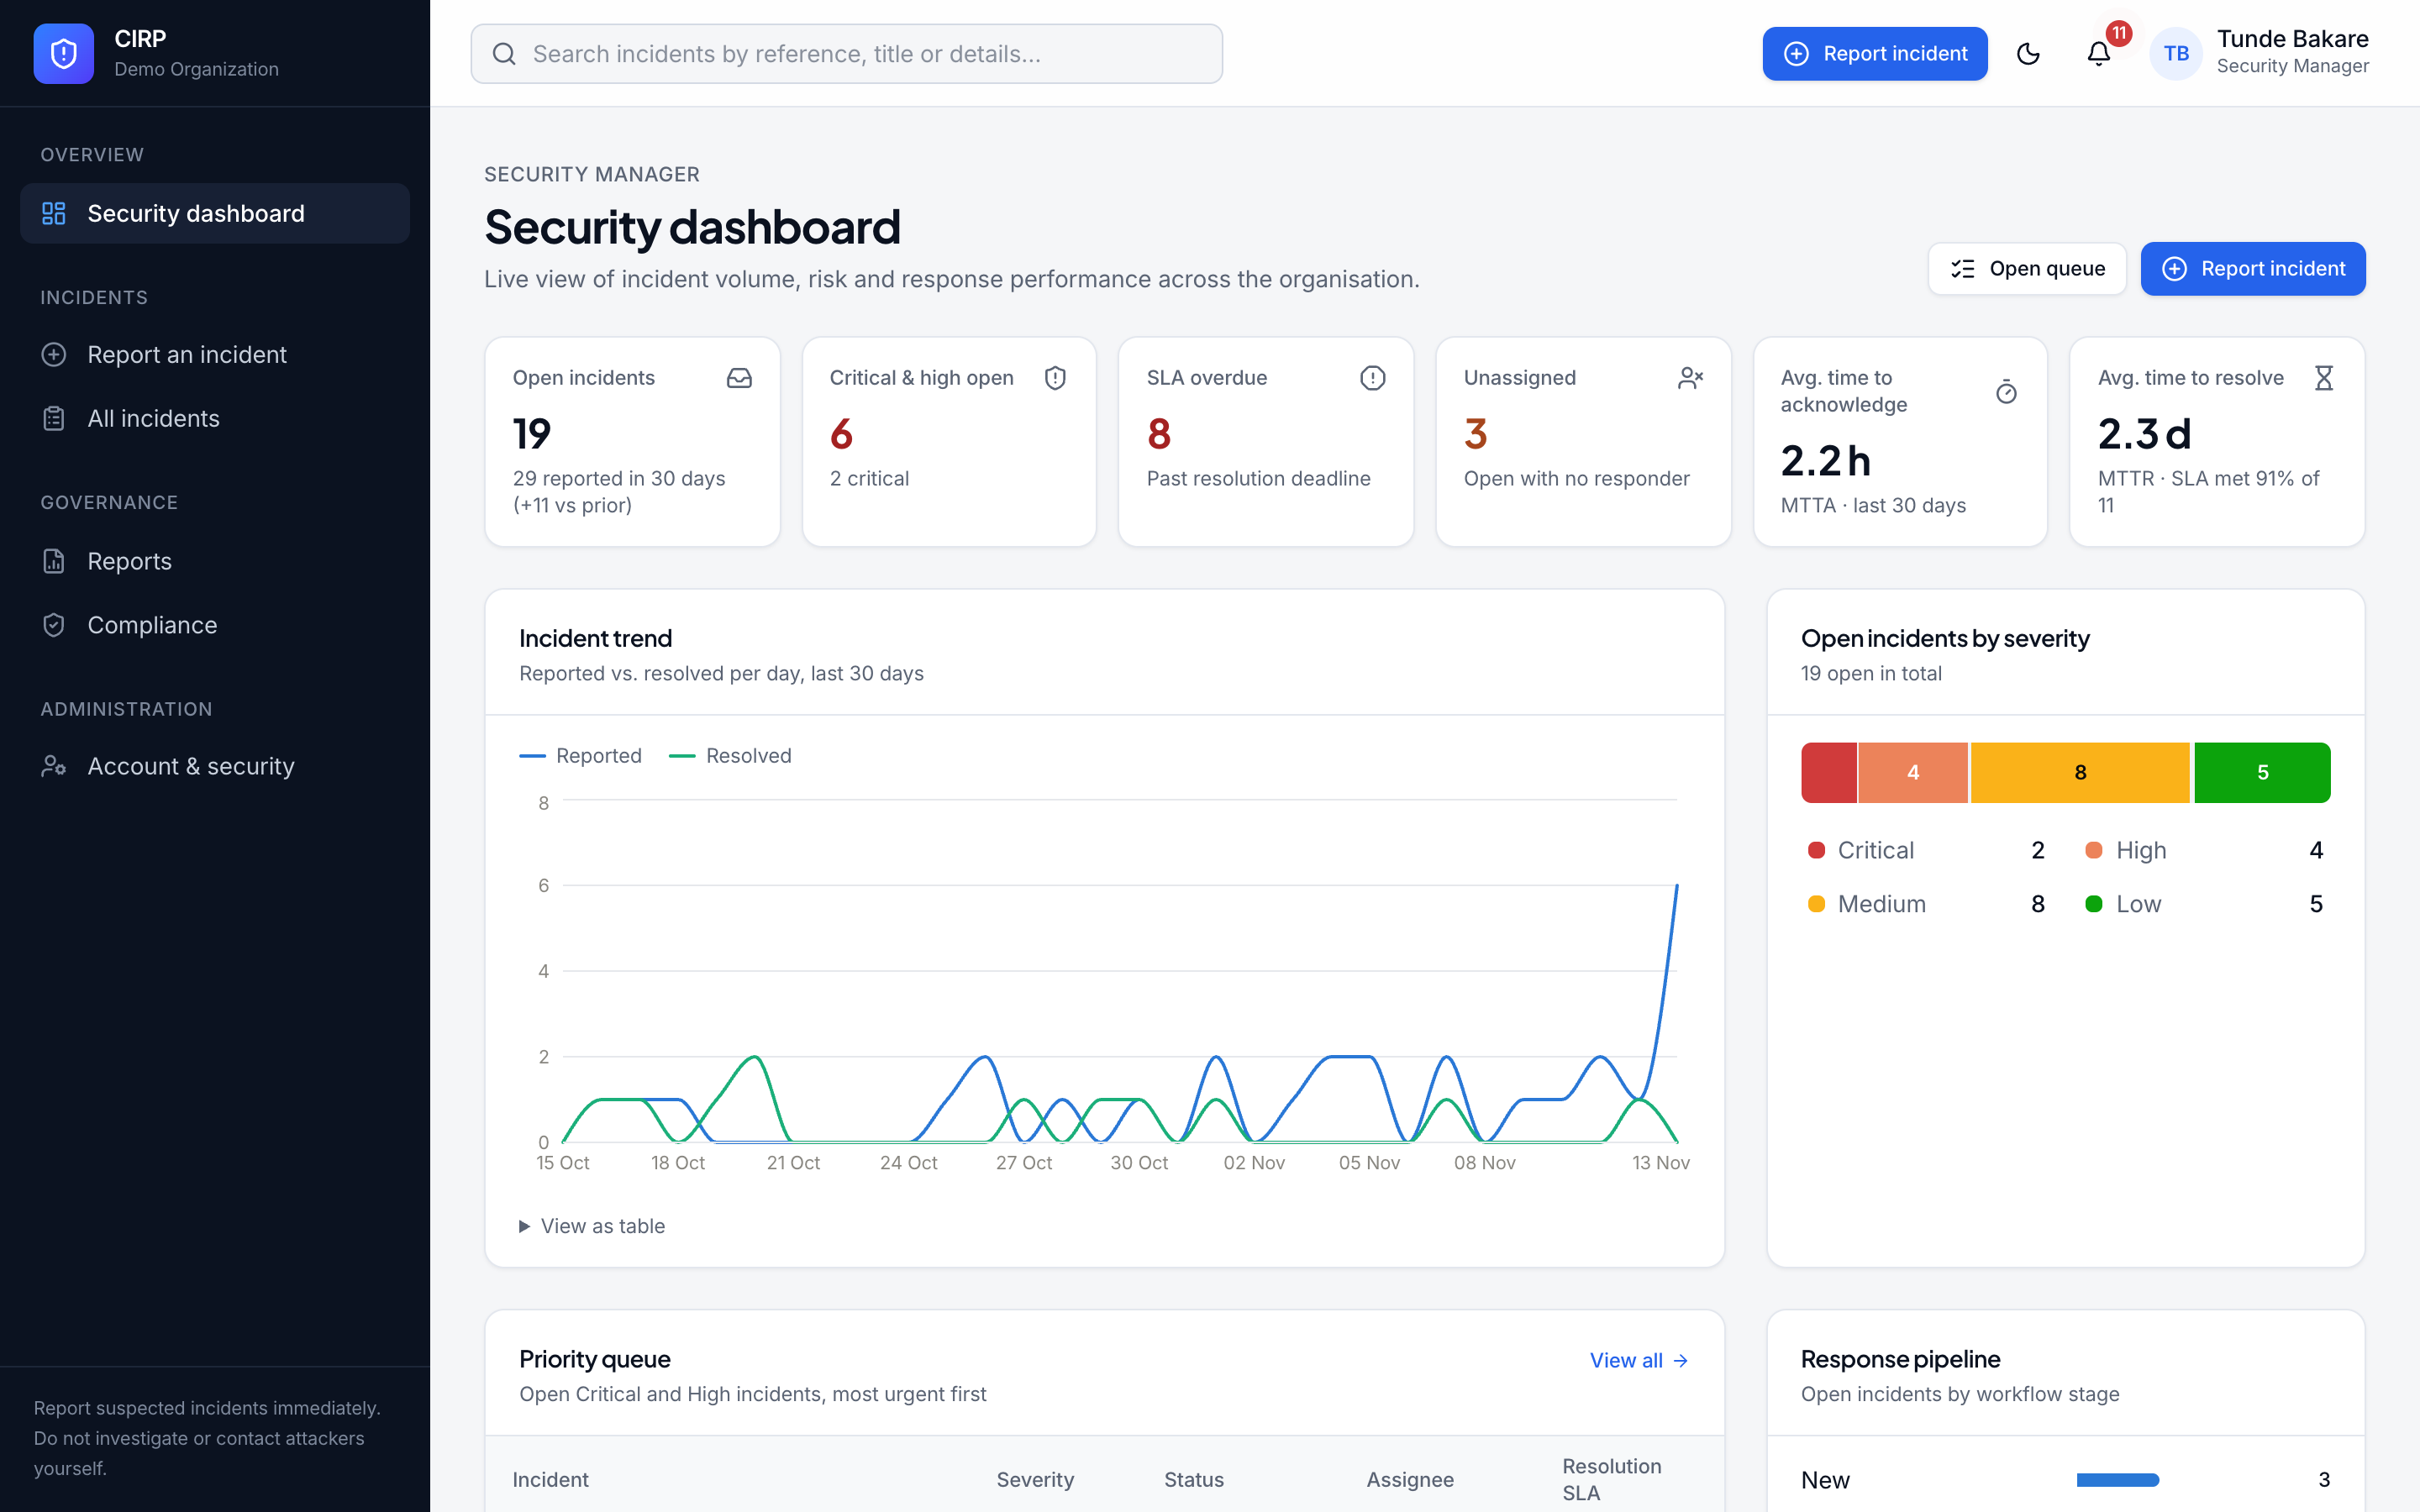 CIRP
Demo Organization
OVERVIEW
Security dashboard
INCIDENTS
Report an incident
All incidents
GOVERNANCE
Reports
Compliance
ADMINISTRATION
Account & security
Report suspected incidents immediately.
Do not investigate or contact attackers
yourself.
Search incidents by reference, title or details...
Report incident
11
TB
Tunde Bakare
Security Manager
SECURITY MANAGER
Security dashboard
Live view of incident volume, risk and response performance across the organisation.
Open queue
Report incident
Open incidents
19
29 reported in 30 days
(+11 vs prior)
Critical & high open
6
2 critical
SLA overdue
8
Past resolution deadline
Unassigned
3
Open with no responder
Avg. time to
acknowledge
2.2 h
MTTA · last 30 days
Avg. time to resolve
2.3 d
MTTR · SLA met 91% of
11
Incident trend
Reported vs. resolved per day, last 30 days
Reported
Resolved
8
6
4
2
0
15 Oct
18 Oct
21 Oct
24 Oct
27 Oct
30 Oct
02 Nov
05 Nov
08 Nov
13 Nov
View as table
Open incidents by severity
19 open in total
4
8
5
Critical 2
High 4
Medium 8
Low 5
Priority queue
Open Critical and High incidents, most urgent first
View all →
Incident
Severity
Status
Assignee
Resolution
SLA
Response pipeline
Open incidents by workflow stage
New 3